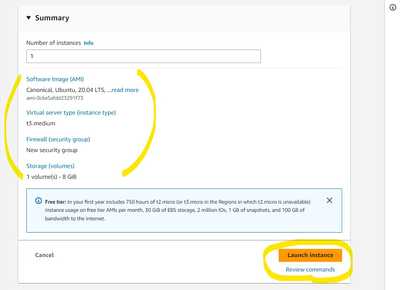 Summary
Number of instances Info
1
Software Image (AMI)
Canonical, Ubuntu, 20.04 LTS, ...read more
Virtual server type (instance type)
t3.medium
Firewall (security group)
New security group
Storage (volumes)
1 volume(s) - 8 GiB
Free tier: In your first year includes 750 hours of t2.micro (or t3.micro in the Regions in which t2.micro is unavailable)
instance usage on free tier AMIs per month, 30 GiB of EBS storage, 2 million IOs, 1 GB of snapshots, and 100 GB of
bandwidth to the internet.
Cancel
Launch instance
Review commands